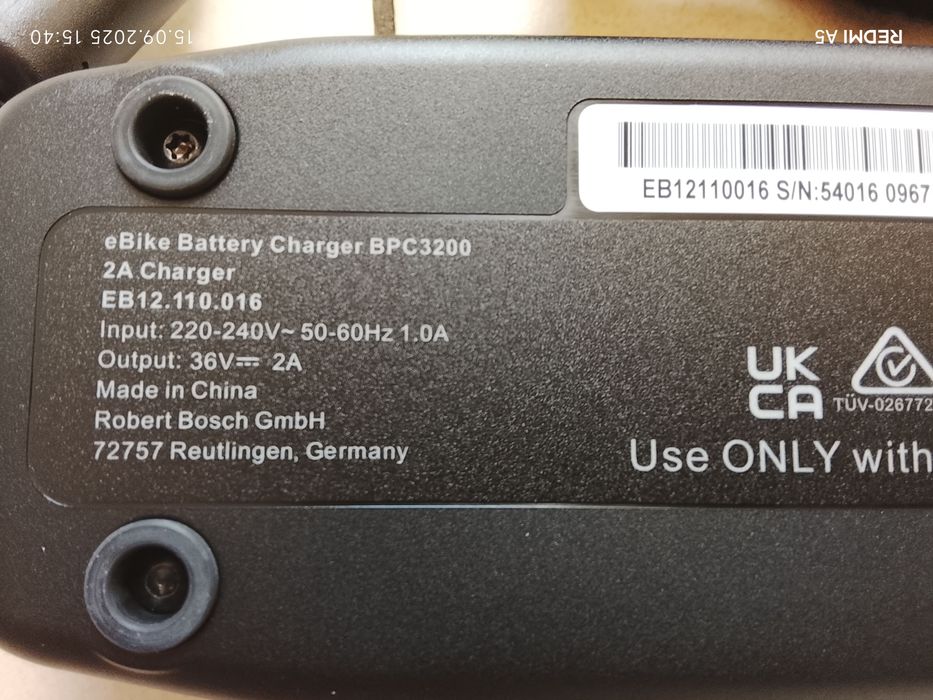 15.09.2025 15:40
REDMI A5
EB12110016 S/N:54016 0967
eBike Battery Charger BPC3200
2A Charger
EB12.110.016
Input: 220-240V~ 50-60Hz 1.0A
Output: 36V⎓ 2A
Made in China
Robert Bosch GmbH
72757 Reutlingen, Germany
UK
CA
TÜV-026772
Use ONLY with